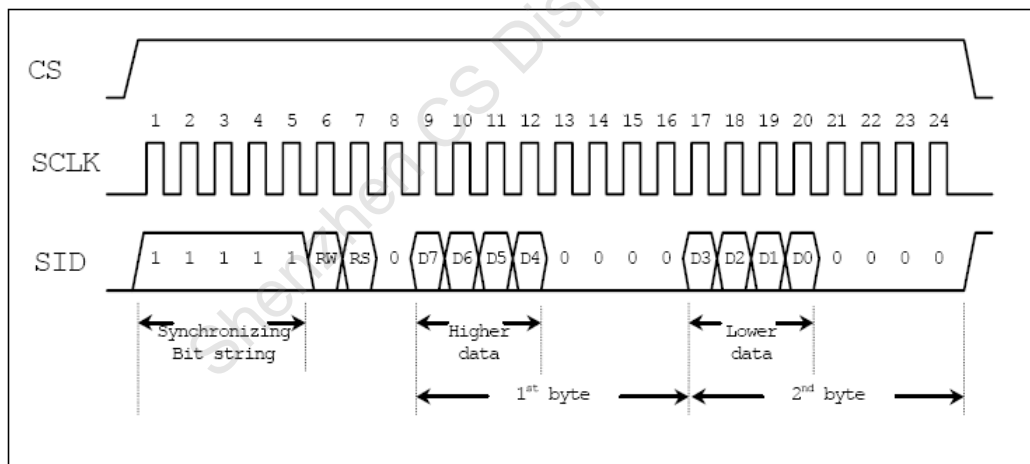 Shenzhen CS Disp
CS
1 2 3 4 5 6 7 8 9 10 11 12 13 14 15 16 17 18 19 20 21 22 23 24
SCLK
SID 1 1 1 1 1 RW RS 0 D7 D6 D5 D4 0 0 0 0 D3 D2 D1 D0 0 0 0 0
Synchronizing Higher Lower
Bit string data data
1st byte 2nd byte